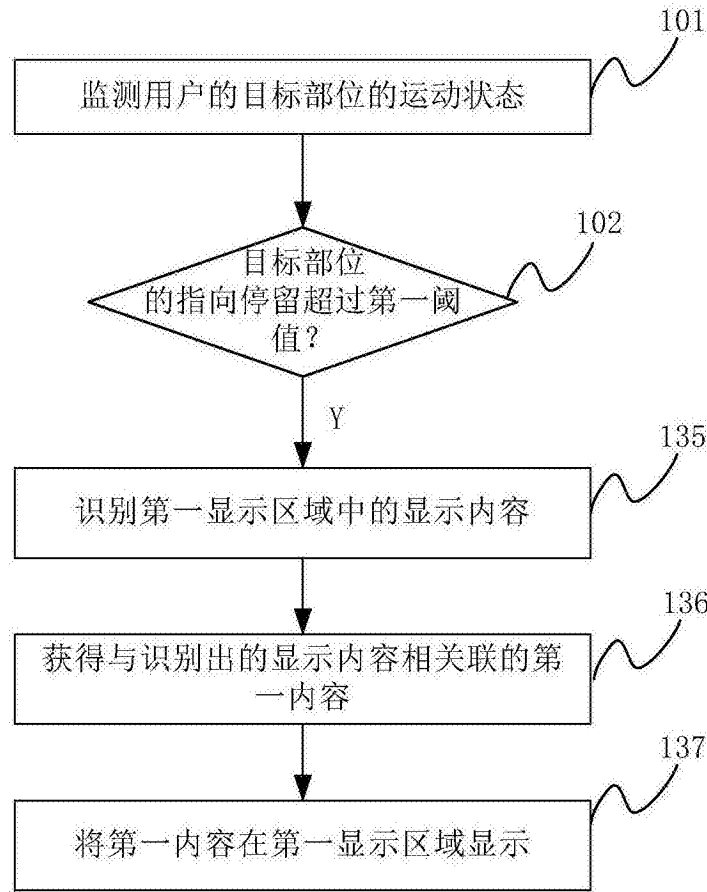 101
监测用户的目标部位的运动状态
102
目标部位
的指向停留超过第一阈
值？
Y
135
识别第一显示区域中的显示内容
136
获得与识别出的显示内容相关联的第
一内容
137
将第一内容在第一显示区域显示